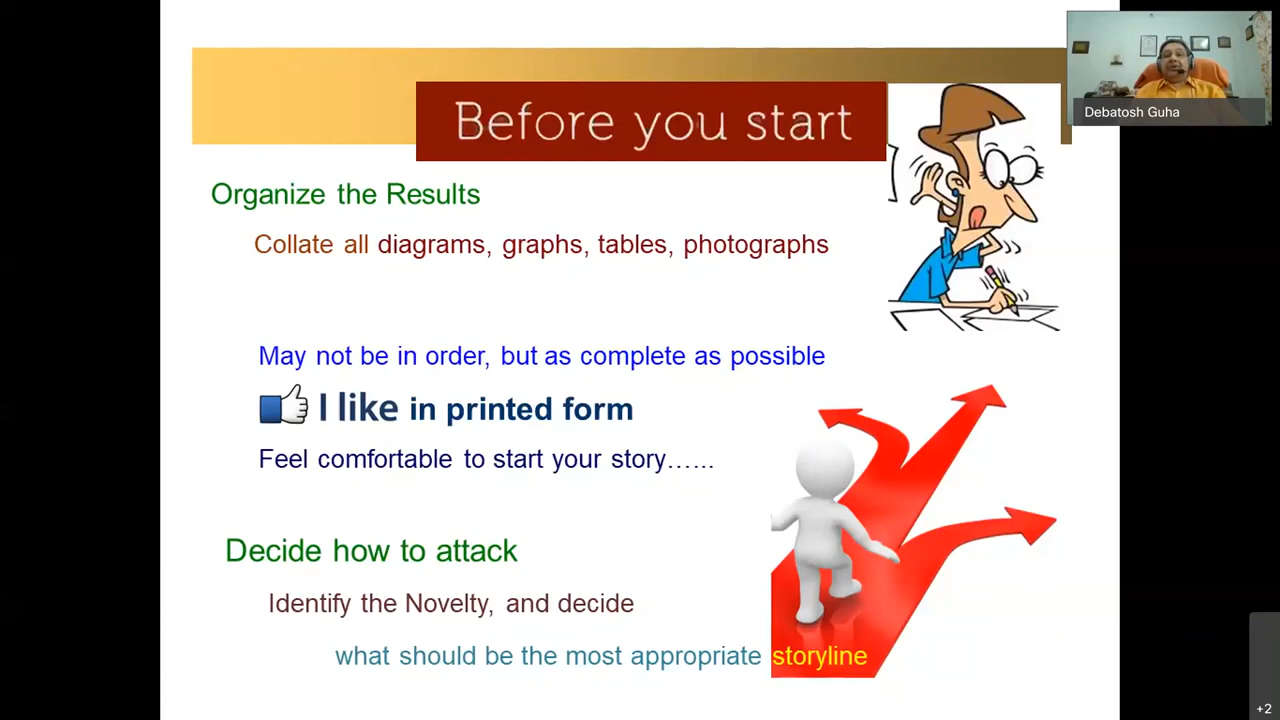 Before you start
Debatosh Guha
Organize the Results
Collate all diagrams, graphs, tables, photographs
May not be in order, but as complete as possible
I like in printed form
Feel comfortable to start your story…...
Decide how to attack
Identify the Novelty, and decide
what should be the most appropriate storyline
+2